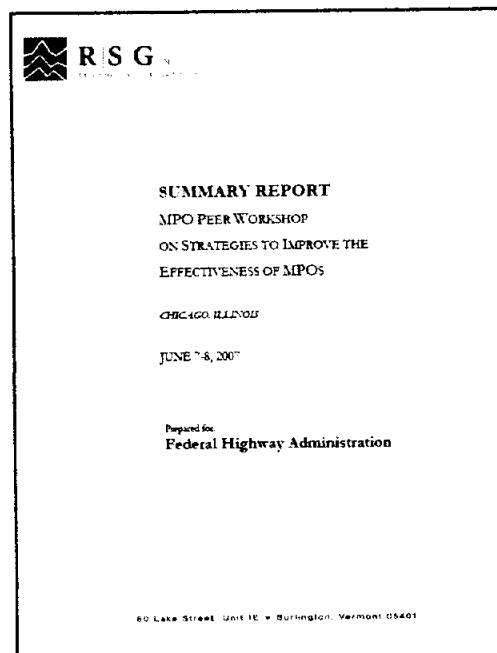 RSG
SUMMARY REPORT
MPO PEER WORKSHOP
ON STRATEGIES TO IMPROVE THE
EFFECTIVENESS OF MPOS
CHICAGO, ILLINOIS
JUNE 7-8, 2007
Prepared for:
Federal Highway Administration
60 Lake Street, Unit 1E • Burlington, Vermont 05401